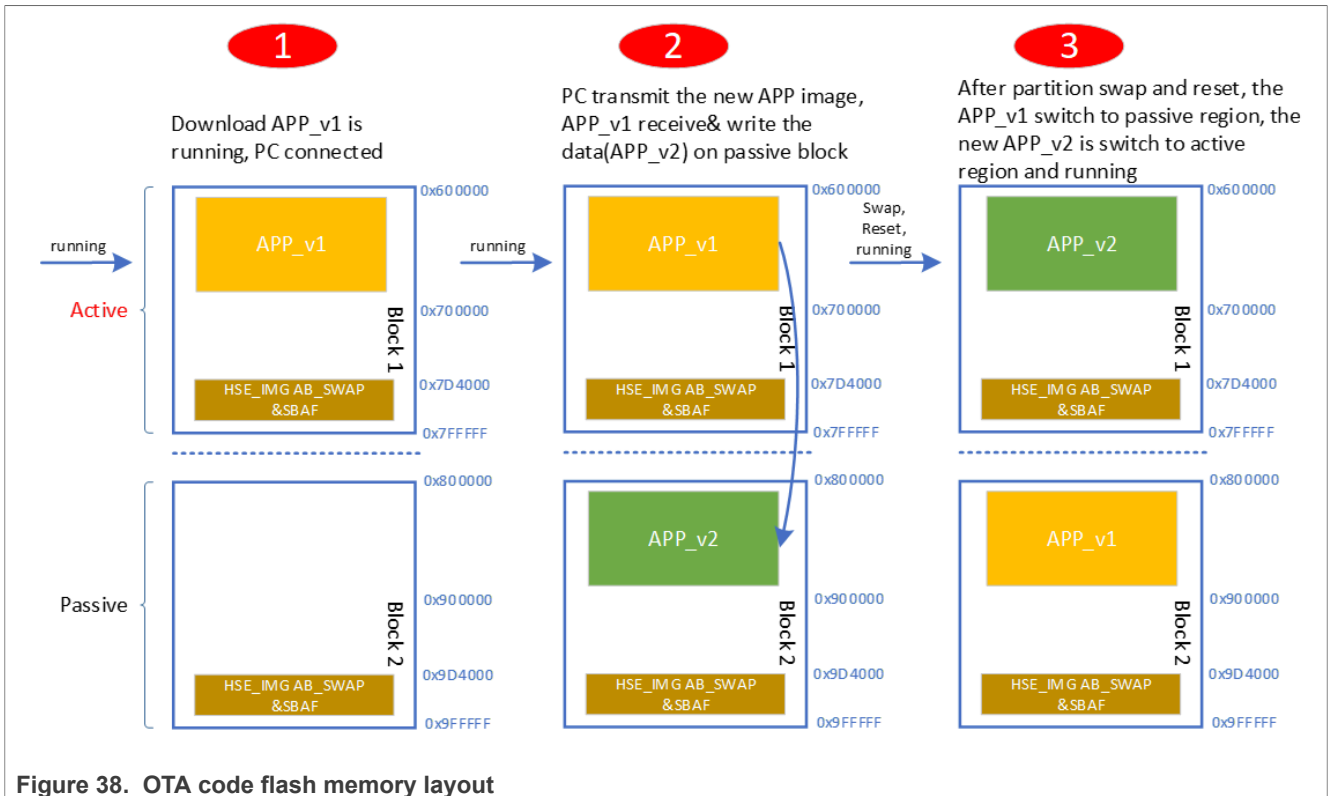 1
2
3
Download APP_v1 is
running, PC connected
PC transmit the new APP image,
APP_v1 receive& write the
data(APP_v2) on passive block
After partition swap and reset, the
APP_v1 switch to passive region, the
new APP_v2 is switch to active
region and running
running
Active
APP_v1
Block 1
HSE_IMG AB_SWAP
&SBAF
0x600000
0x700000
0x7D4000
0x7FFFFF
Passive
Block 2
HSE_IMG AB_SWAP
&SBAF
0x800000
0x900000
0x9D4000
0x9FFFFF
running
APP_v1
Block 1
HSE_IMG AB_SWAP
&SBAF
0x600000
0x700000
0x7D4000
0x7FFFFF
APP_v2
Block 2
HSE_IMG AB_SWAP
&SBAF
0x800000
0x900000
0x9D4000
0x9FFFFF
Swap,
Reset,
running
APP_v2
Block 1
HSE_IMG AB_SWAP
&SBAF
0x600000
0x700000
0x7D4000
0x7FFFFF
APP_v1
Block 2
HSE_IMG AB_SWAP
&SBAF
0x800000
0x900000
0x9D4000
0x9FFFFF
Figure 38. OTA code flash memory layout